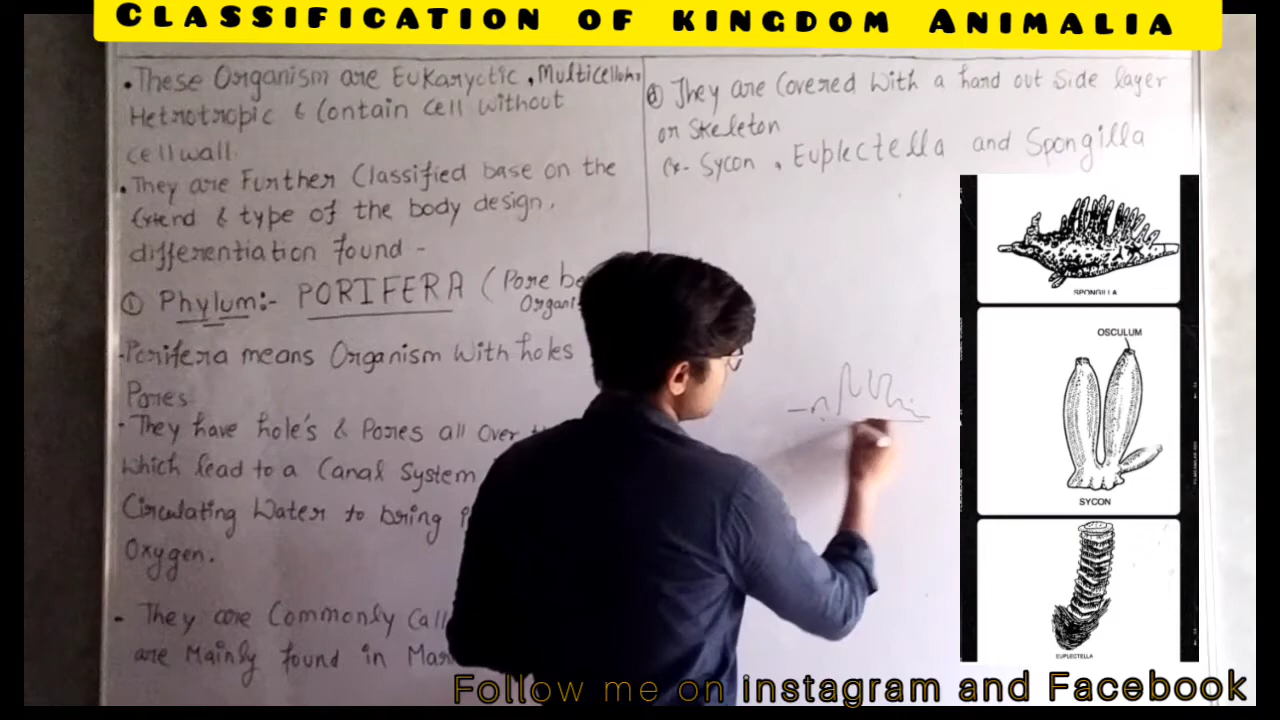 CLASSIFICATION OF KINGDOM ANIMALIA
• These Organism are Eukaryctic, Multicellular
Hetrotropic & Contain cell without
cell wall.
• They are Further Classified base on the
Extend & type of the body design,
differentiation found -
① Phylum:- PORIFERA (Pore be
Organi
- Porifera means Organism With holes
Pores
- They have hole's & Pores all Over
which lead to a Canal System
Circulating Water to bring
Oxygen.
- They are Commonly Call
are Mainly found in Mar
They are Covered With a hard out Side layer
or Skeleton
ex- Sycon, Euplectella and Spongilla
SPONGILLA
OSCULUM
SYCON
EUPLECTELLA
Follow me on instagram and Facebook